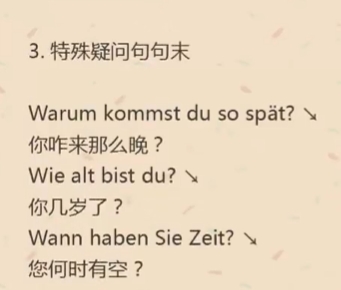 3. 特殊疑问句句末
Warum kommst du so spät? ↘
你咋来那么晚？
Wie alt bist du? ↘
你几岁了？
Wann haben Sie Zeit? ↘
您何时有空？